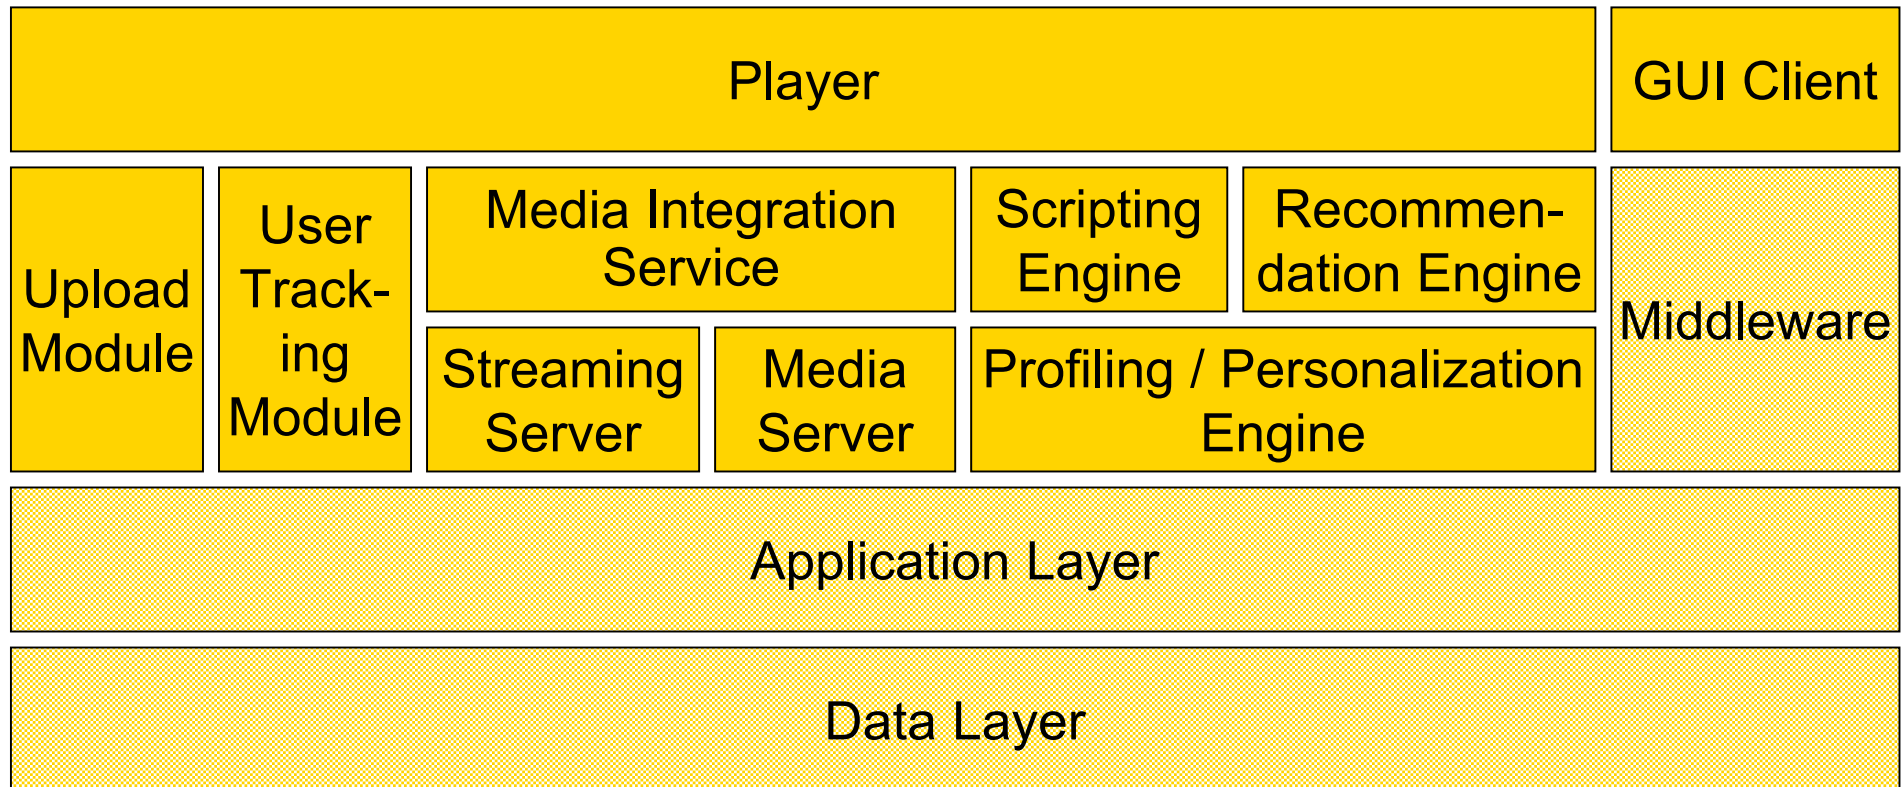 Player
GUI Client
Upload
Module
User
Track-
ing
Module
Media Integration
Service
Scripting
Engine
Recommen-
dation Engine
Middleware
Streaming
Server
Media
Server
Profiling / Personalization
Engine
Application Layer
Data Layer